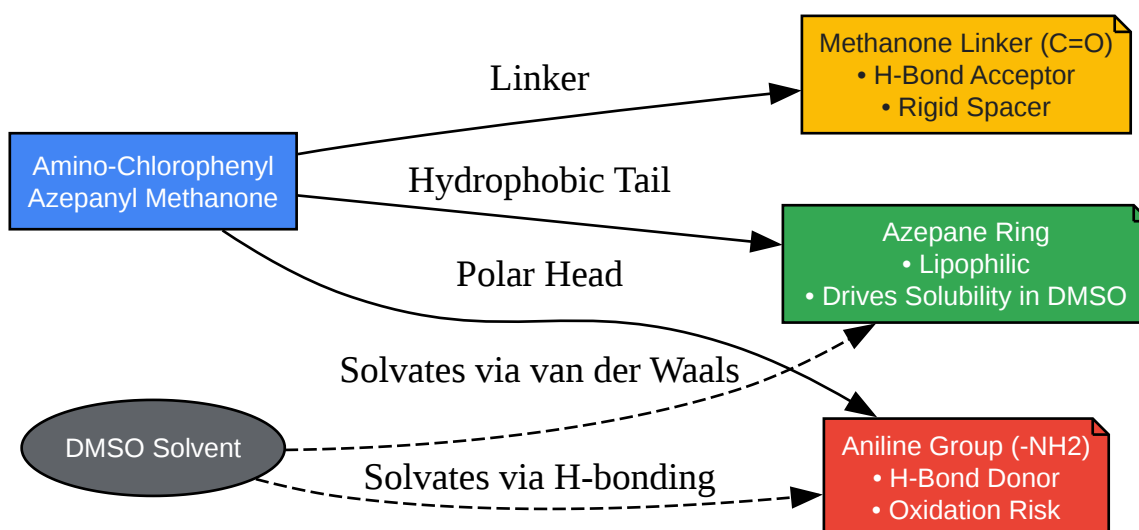 Methanone Linker (C=O)
• H-Bond Acceptor
• Rigid Spacer
Linker
Amino-Chlorophenyl
Azepanyl Methanone
Hydrophobic Tail
Azepane Ring
• Lipophilic
• Drives Solubility in DMSO
Polar Head
Solvates via van der Waals
DMSO Solvent
Solvates via H-bonding
Aniline Group (-NH2)
• H-Bond Donor
• Oxidation Risk